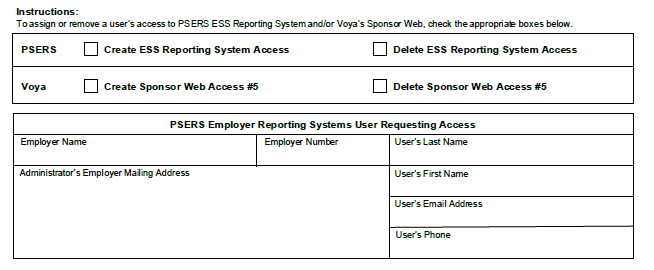 Instructions:
To assign or remove a user's access to PSERS ESS Reporting System and/or Voya's Sponsor Web, check the appropriate boxes below.
PSERS Create ESS Reporting System Access Delete ESS Reporting System Access
Voya Create Sponsor Web Access #5 Delete Sponsor Web Access #5
PSERS Employer Reporting Systems User Requesting Access
Employer Name Employer Number User's Last Name
Administrator's Employer Mailing Address User's First Name
User's Email Address
User's Phone